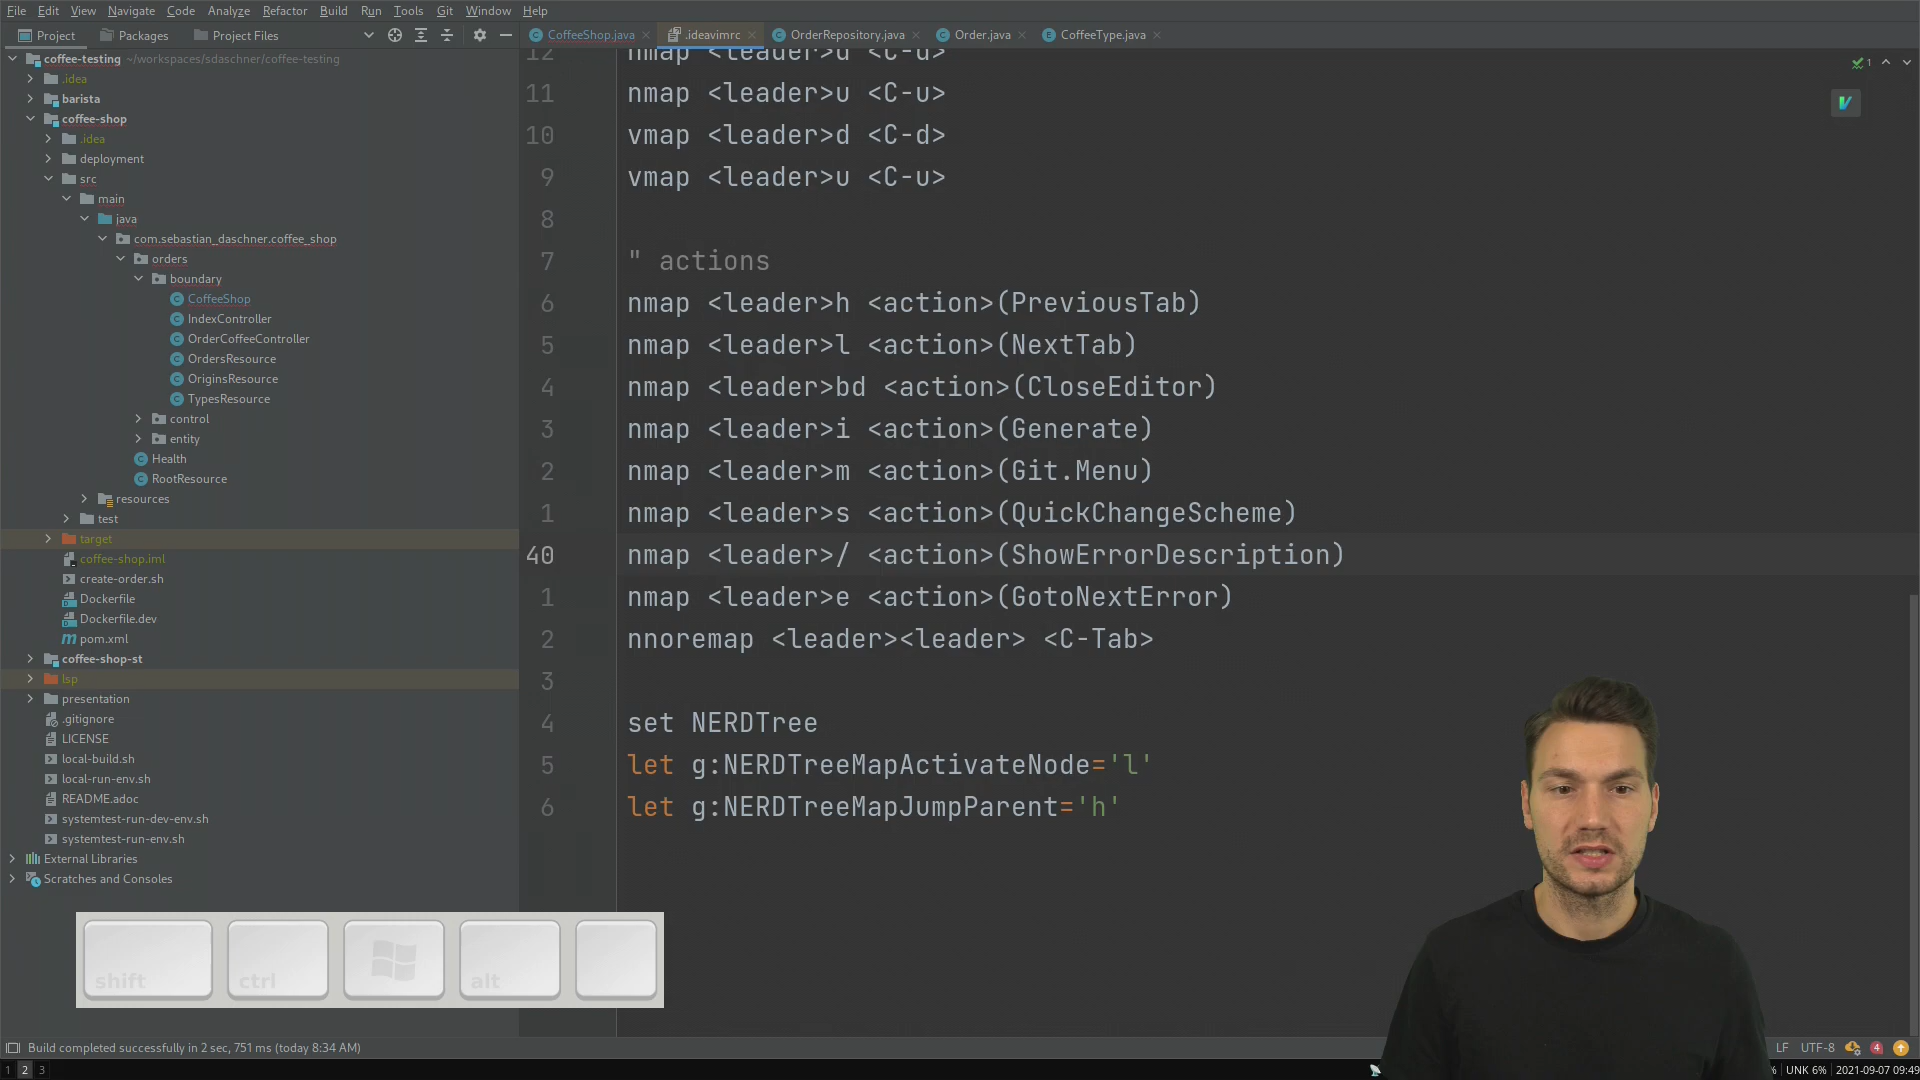 File Edit View Navigate Code Analyze Refactor Build Run Tools Git Window Help
Project Packages Project Files
CoffeeShop.java .ideavimrc OrderRepository.java Order.java CoffeeType.java
coffee-testing ~/workspaces/sdaschner/coffee-testing
.idea
barista
coffee-shop
.idea
deployment
src
main
java
com.sebastian_daschner.coffee_shop
orders
boundary
CoffeeShop
IndexController
OrderCoffeeController
OrdersResource
OriginsResource
TypesResource
control
entity
Health
RootResource
resources
test
target
coffee-shop.iml
create-order.sh
Dockerfile
Dockerfile.dev
pom.xml
coffee-shop-st
lsp
presentation
.gitignore
LICENSE
local-build.sh
local-run-env.sh
README.adoc
systemtest-run-dev-env.sh
systemtest-run-env.sh
External Libraries
Scratches and Consoles
12 nmap <leader>d <C-d>
11 nmap <leader>u <C-u>
10 vmap <leader>d <C-d>
9 vmap <leader>u <C-u>
8
7 " actions
6 nmap <leader>h <action>(PreviousTab)
5 nmap <leader>l <action>(NextTab)
4 nmap <leader>bd <action>(CloseEditor)
3 nmap <leader>i <action>(Generate)
2 nmap <leader>m <action>(Git.Menu)
1 nmap <leader>s <action>(QuickChangeScheme)
40 nmap <leader>/ <action>(ShowErrorDescription)
1 nmap <leader>e <action>(GotoNextError)
2 nnoremap <leader><leader> <C-Tab>
3
4 set NERDTree
5 let g:NERDTreeMapActivateNode='l'
6 let g:NERDTreeMapJumpParent='h'
1
shift ctrl alt
Build completed successfully in 2 sec, 751 ms (today 8:34 AM)
LF UTF-8 4
1 2 3
% UNK 6% 2021-09-07 09:49